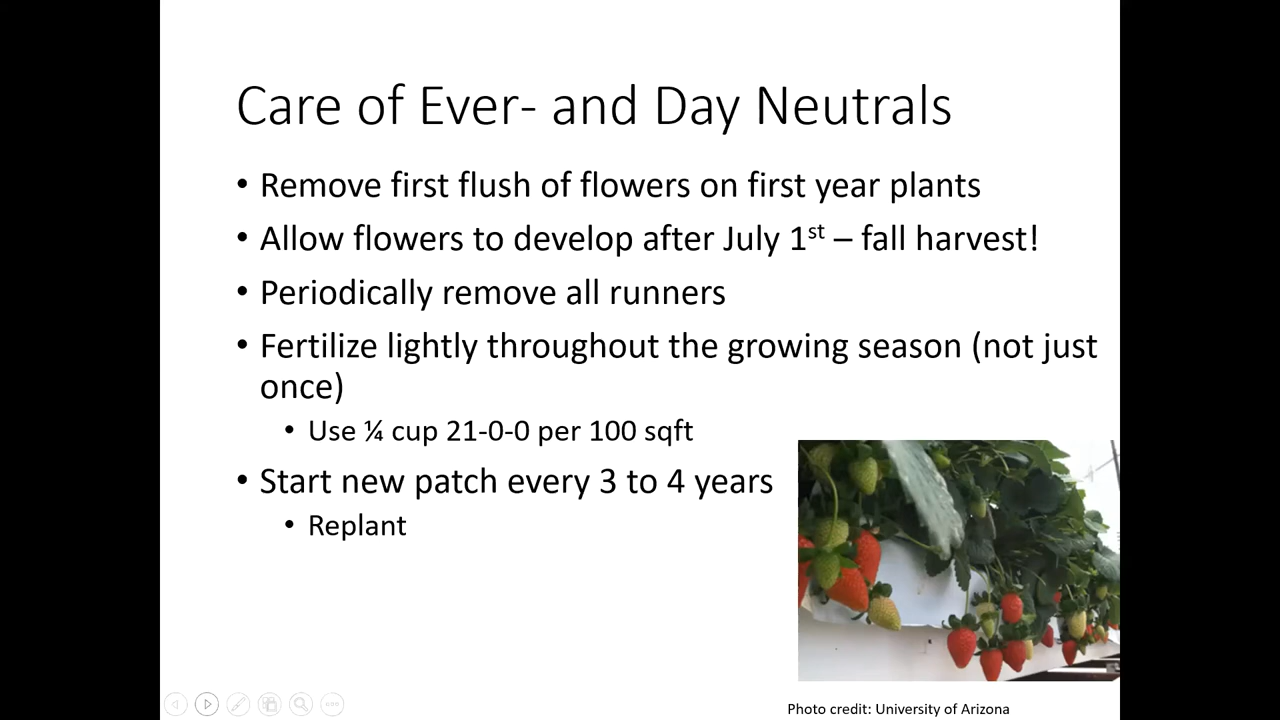 Care of Ever- and Day Neutrals
• Remove first flush of flowers on first year plants
• Allow flowers to develop after July 1st – fall harvest!
• Periodically remove all runners
• Fertilize lightly throughout the growing season (not just
once)
• Use ¼ cup 21-0-0 per 100 sqft
• Start new patch every 3 to 4 years
• Replant
Photo credit: University of Arizona